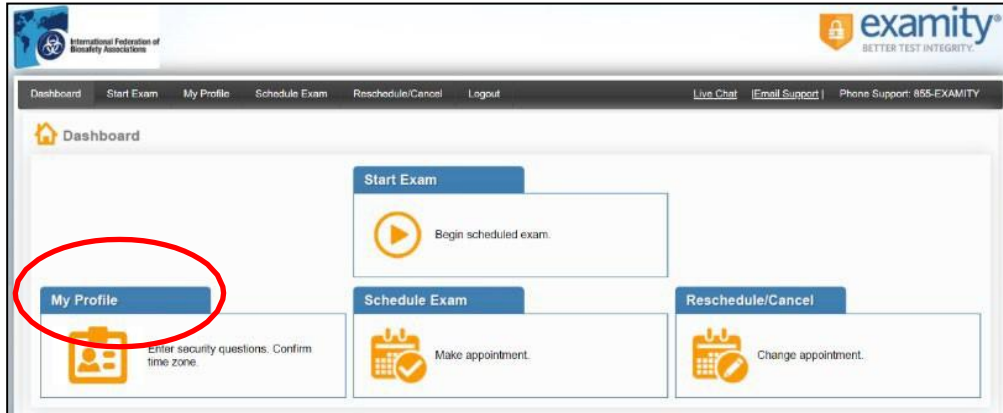 International Federation of
Biosafety Associations
examity®
BETTER TEST INTEGRITY.
Dashboard Start Exam My Profile Schedule Exam Reschedule/Cancel Logout Live Chat |Email Support| Phone Support: 855-EXAMITY
Dashboard
Start Exam
Begin scheduled exam.
My Profile
Enter security questions. Confirm
time zone.
Schedule Exam
Make appointment.
Reschedule/Cancel
Change appointment.